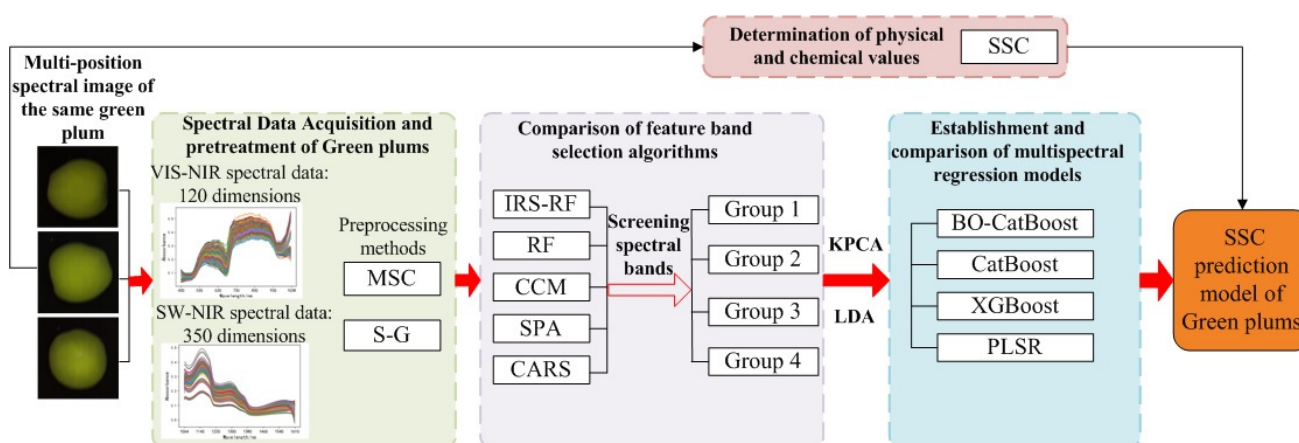 Determination of physical
and chemical values
SSC
Multi-position
spectral image of
the same green
plum
Spectral Data Acquisition and
pretreatment of Green plums
VIS-NIR spectral data:
120 dimensions
Preprocessing
methods
MSC
S-G
SW-NIR spectral data:
350 dimensions
Comparison of feature band
selection algorithms
IRS-RF
RF
CCM
SPA
CARS
Screening
spectral
bands
Group 1
Group 2
Group 3
Group 4
KPCA
LDA
Establishment and
comparison of multispectral
regression models
BO-CatBoost
CatBoost
XGBoost
PLSR
SSC
prediction
model of
Green plums